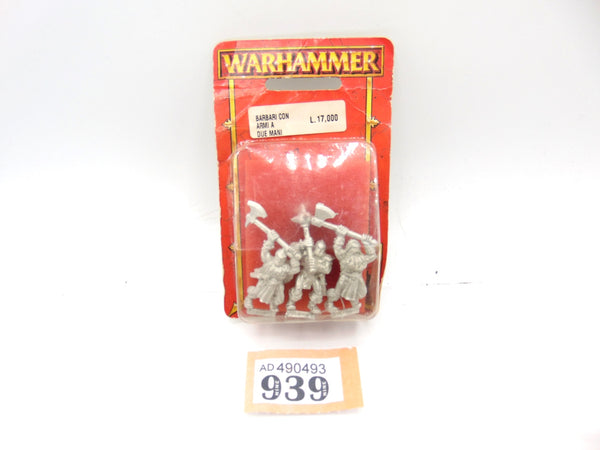 WARHAMMER
BARBARI CON L. 17,000
ARMI A
DUE MANI
AD 490493
939